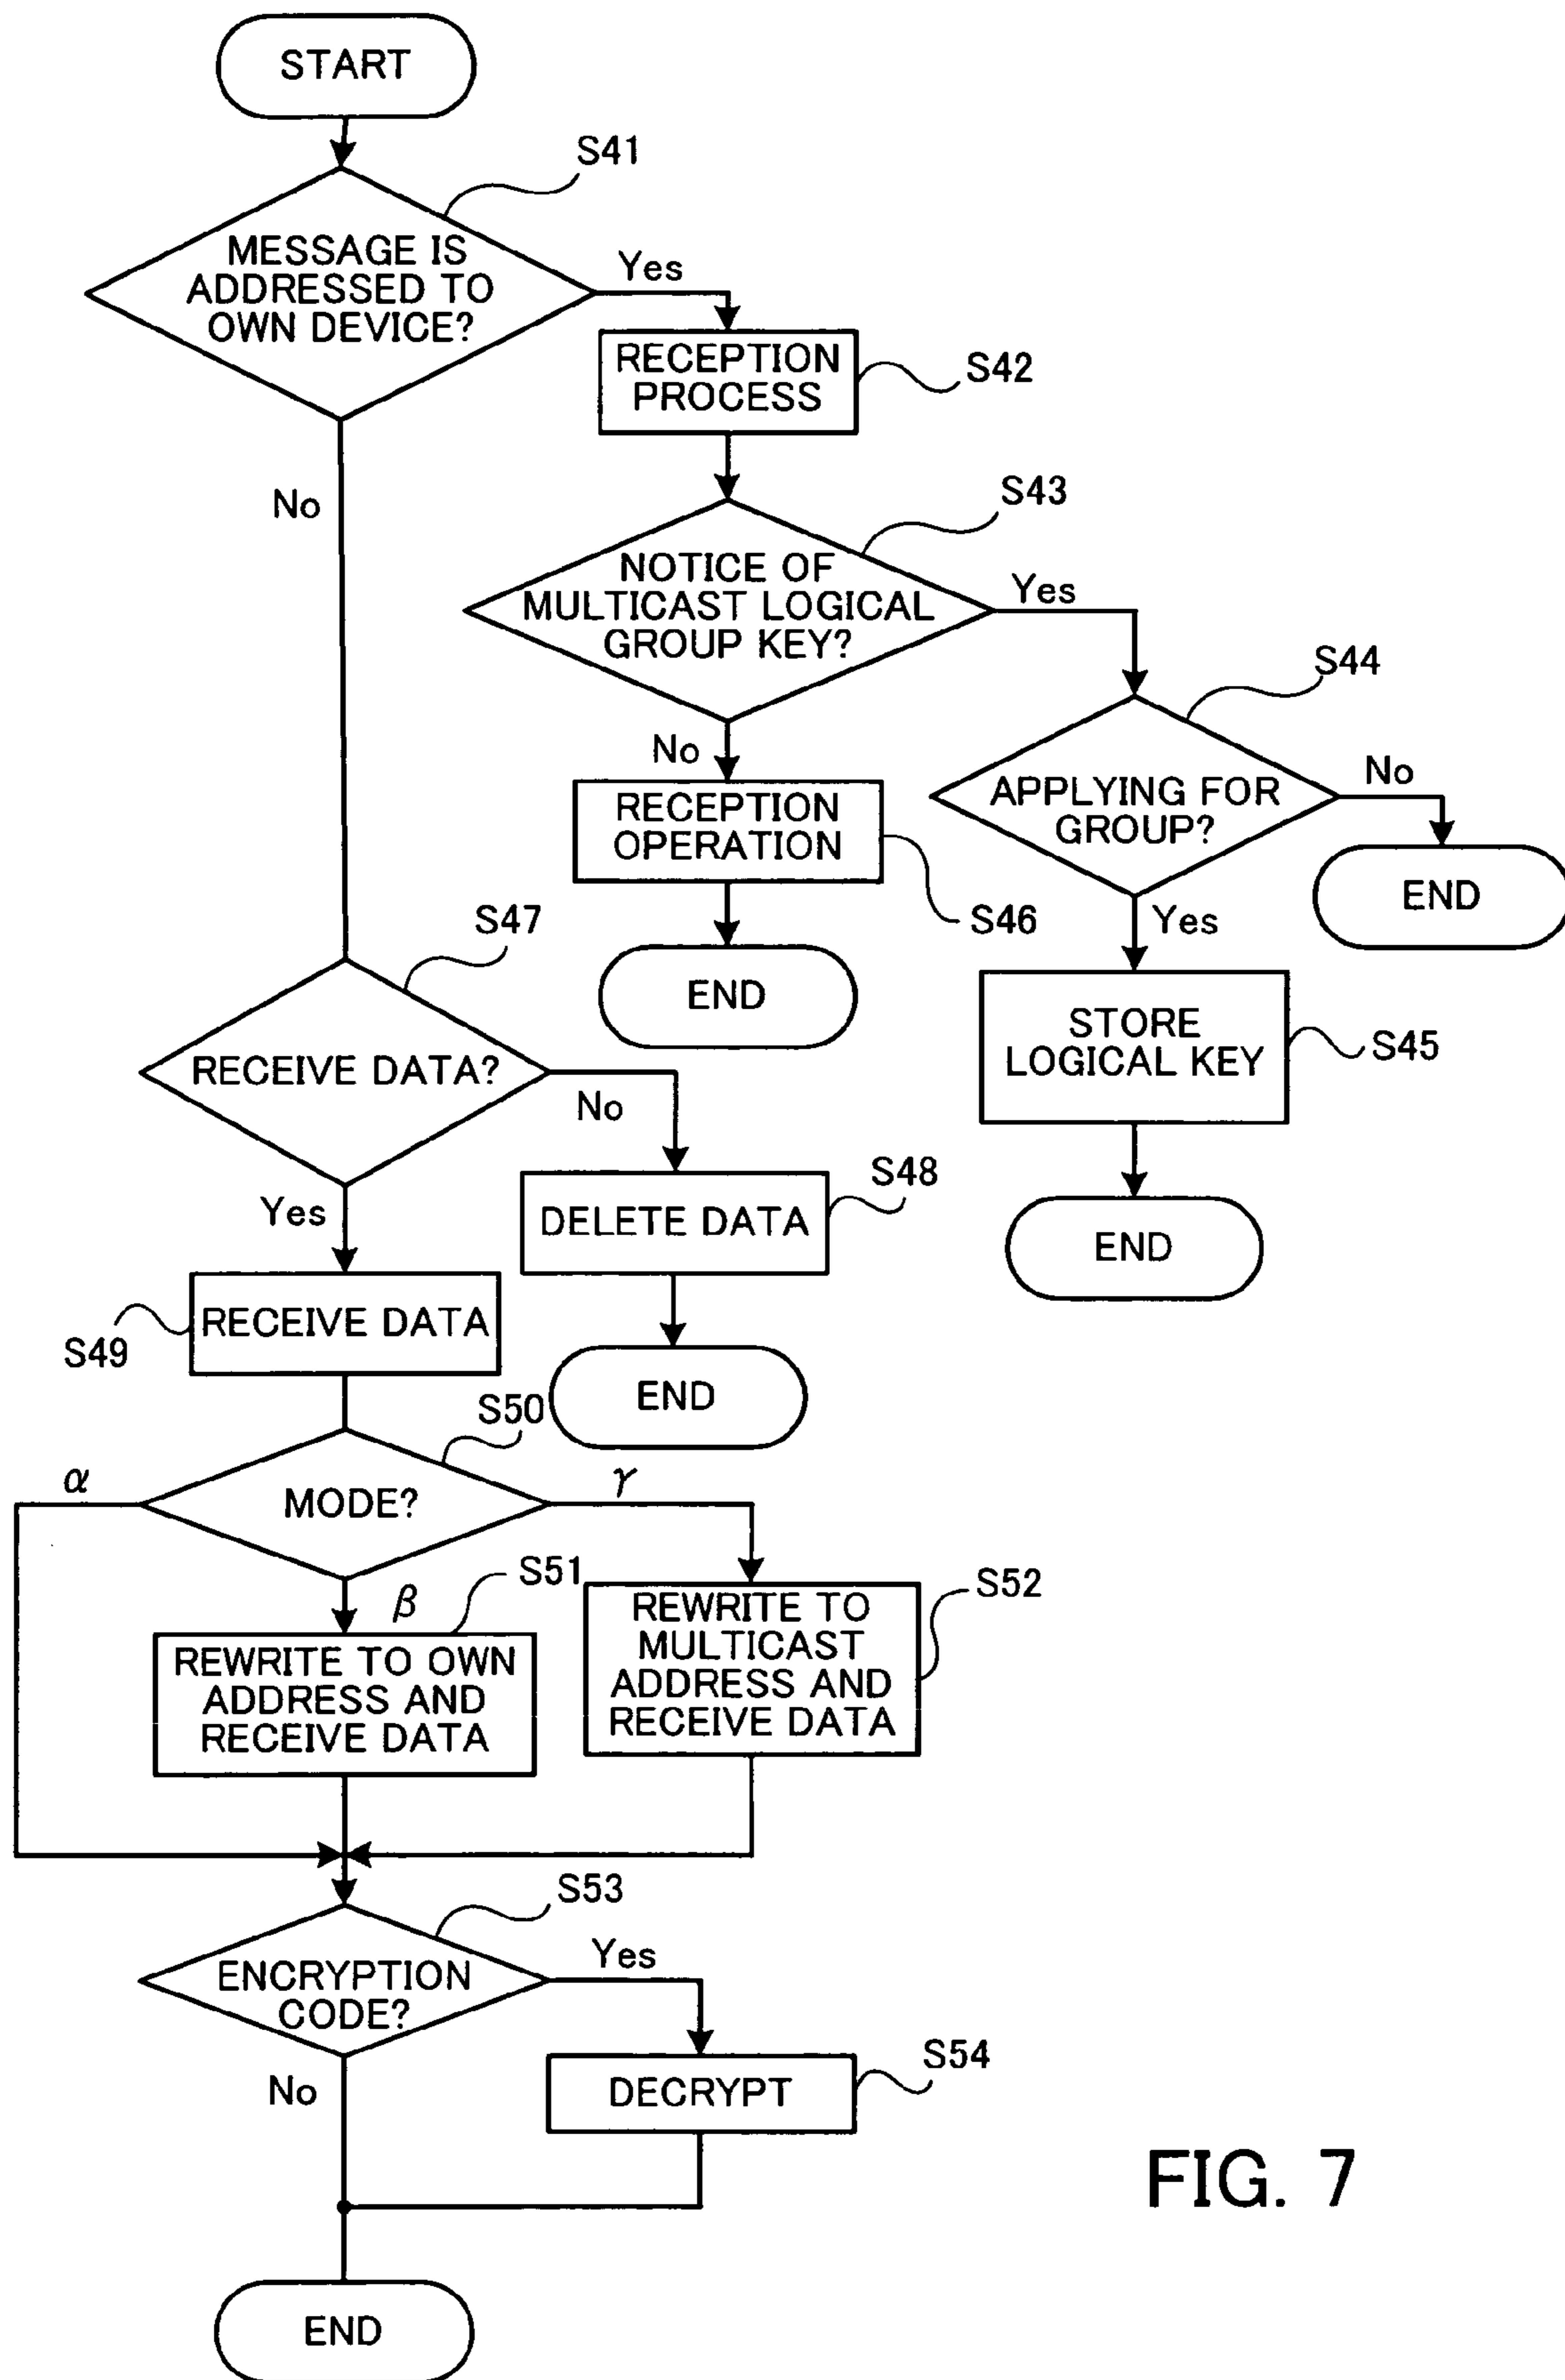 START
S41
MESSAGE IS
ADDRESSED TO
OWN DEVICE?
Yes
No
RECEPTION
PROCESS
S42
S43
NOTICE OF
MULTICAST LOGICAL
GROUP KEY?
Yes
No
S44
APPLYING FOR
GROUP?
No
END
Yes
RECEPTION
OPERATION
S46
END
STORE
LOGICAL KEY
S45
END
S47
RECEIVE DATA?
No
Yes
S48
DELETE DATA
END
RECEIVE DATA
S49
S50
MODE?
α
γ
β
S51
REWRITE TO OWN
ADDRESS AND
RECEIVE DATA
S52
REWRITE TO
MULTICAST
ADDRESS AND
RECEIVE DATA
S53
ENCRYPTION
CODE?
Yes
No
S54
DECRYPT
END
FIG. 7